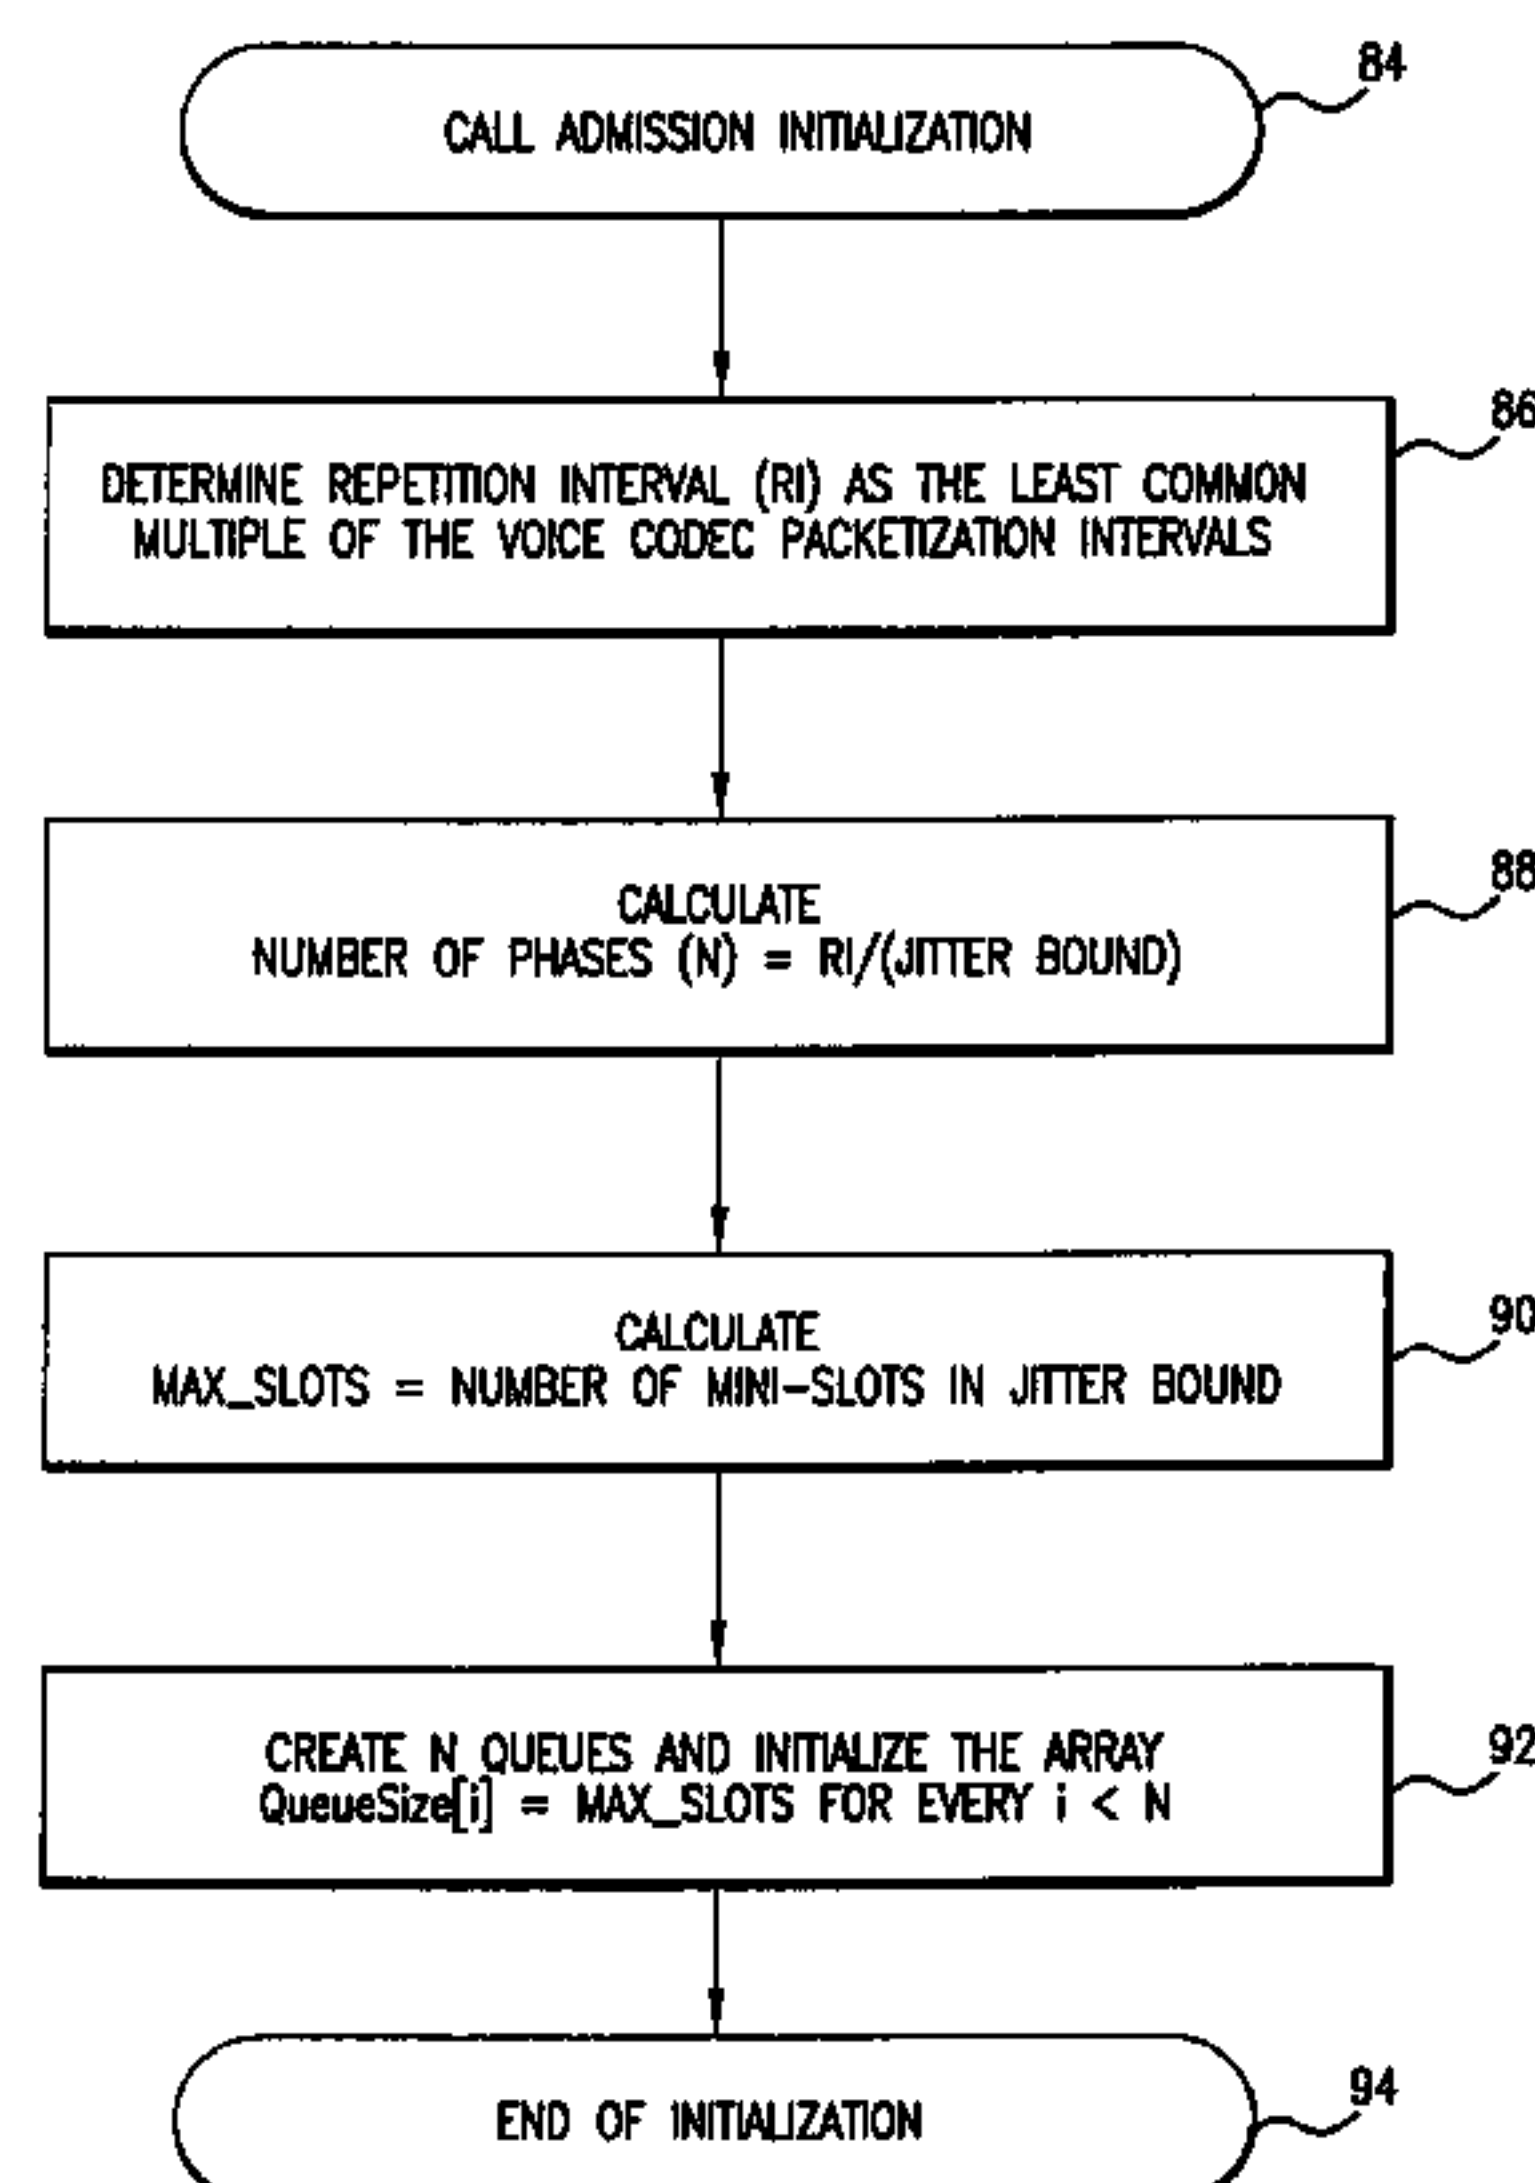 84
CALL ADMISSION INITIALIZATION
86
DETERMINE REPETITION INTERVAL (RI) AS THE LEAST COMMON
MULTIPLE OF THE VOICE CODEC PACKETIZATION INTERVALS
88
CALCULATE
NUMBER OF PHASES (N) = RI/(JITTER BOUND)
90
CALCULATE
MAX_SLOTS = NUMBER OF MINI-SLOTS IN JITTER BOUND
92
CREATE N QUEUES AND INITIALIZE THE ARRAY
QueueSize[i] = MAX_SLOTS FOR EVERY i < N
94
END OF INITIALIZATION